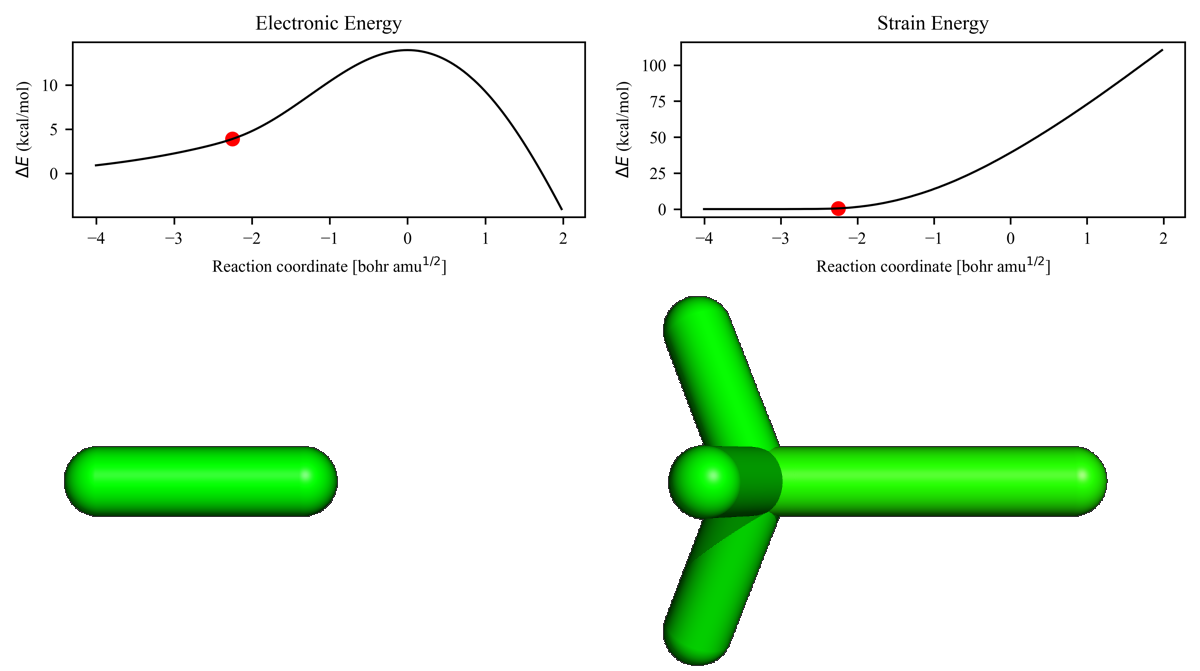 Electronic Energy
ΔE (kcal/mol)
10
5
0
−4 −3 −2 −1 0 1 2
Reaction coordinate [bohr amu^1/2]
Strain Energy
ΔE (kcal/mol)
100
75
50
25
0
−4 −3 −2 −1 0 1 2
Reaction coordinate [bohr amu^1/2]